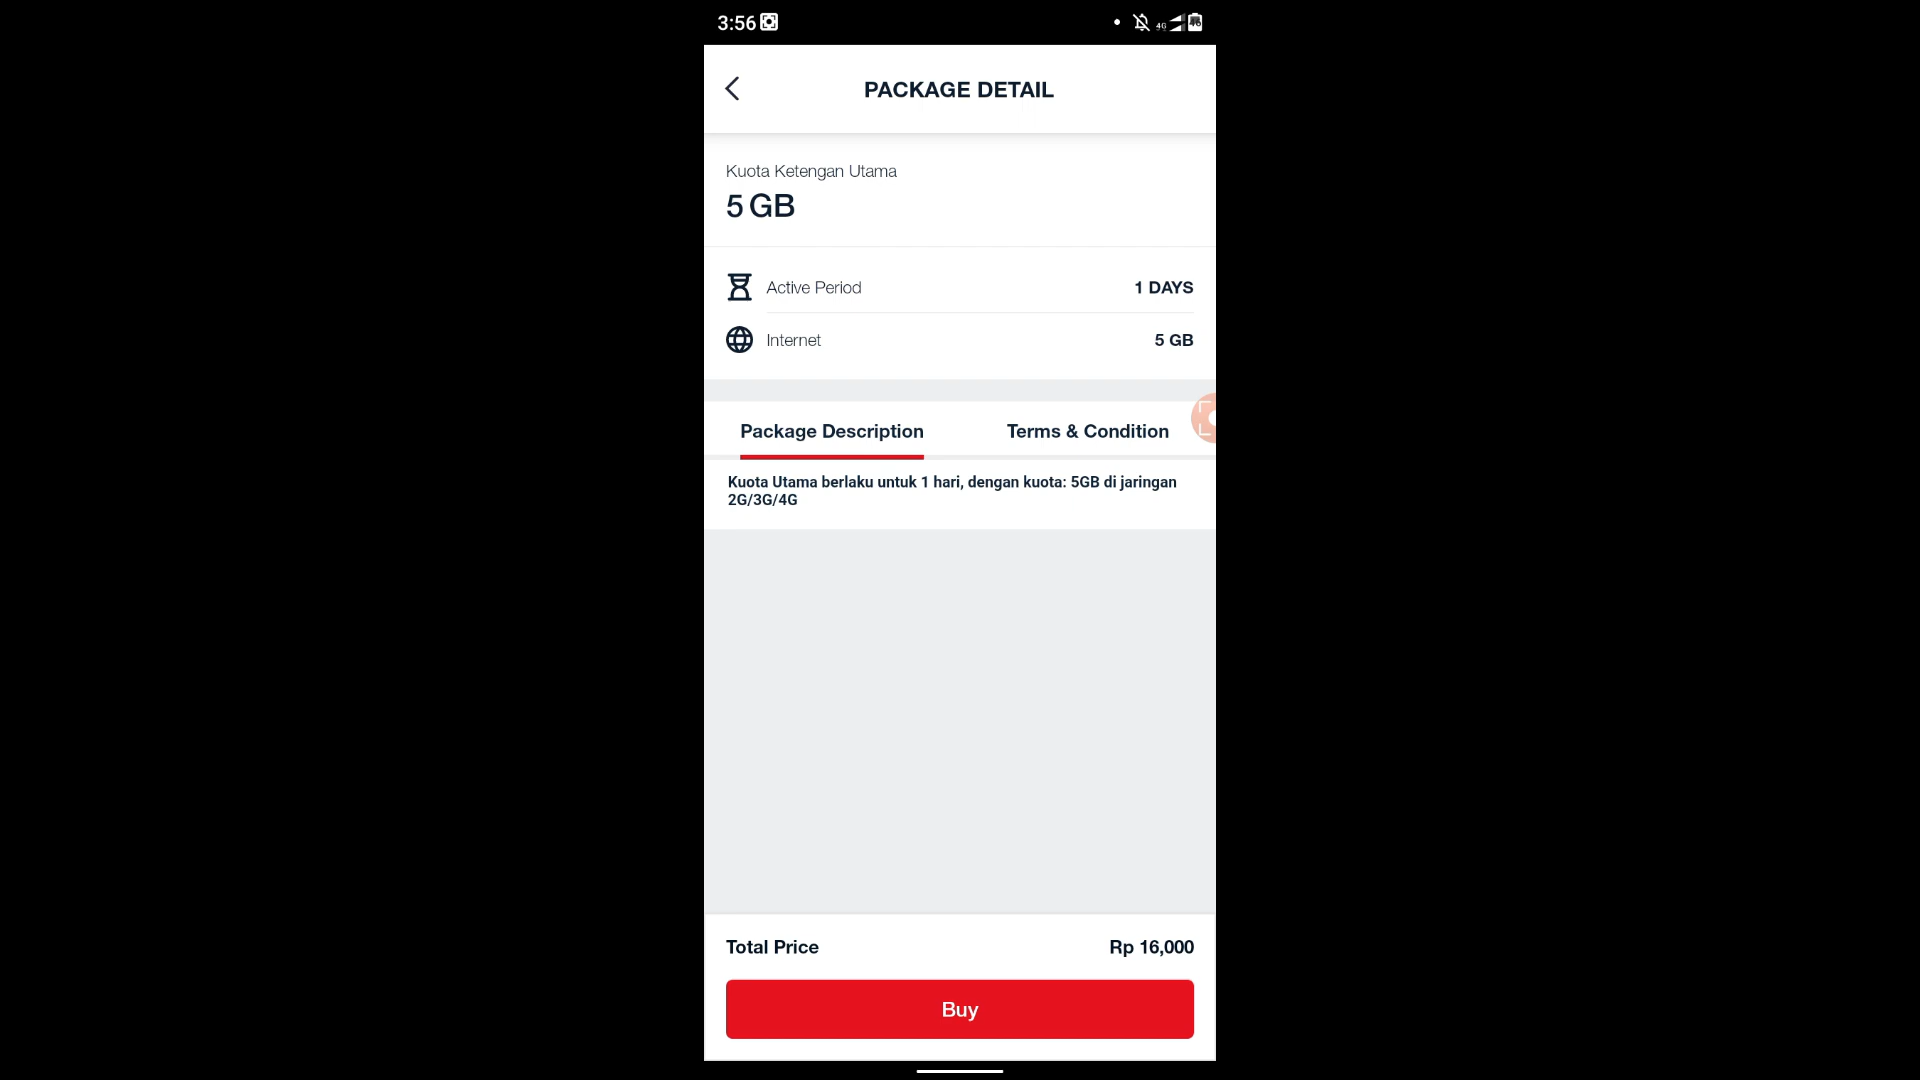 3:56
4G
PACKAGE DETAIL
Kuota Ketengan Utama
5 GB
Active Period
1 DAYS
Internet
5 GB
Package Description
Terms & Condition
Kuota Utama berlaku untuk 1 hari, dengan kuota: 5GB di jaringan
2G/3G/4G
Total Price
Rp 16,000
Buy